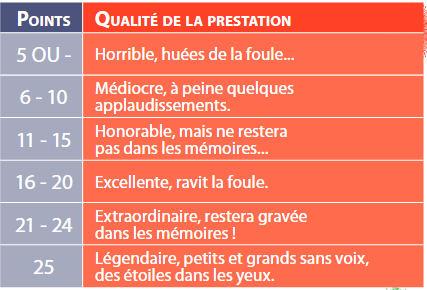 POINTS QUALITÉ DE LA PRESTATION
5 OU - Horrible, huées de la foule...
6 - 10 Médiocre, à peine quelques
applaudissements.
11 - 15 Honorable, mais ne restera
pas dans les mémoires...
16 - 20 Excellente, ravit la foule.
21 - 24 Extraordinaire, restera gravée
dans les mémoires !
25 Légendaire, petits et grands sans voix,
des étoiles dans les yeux.